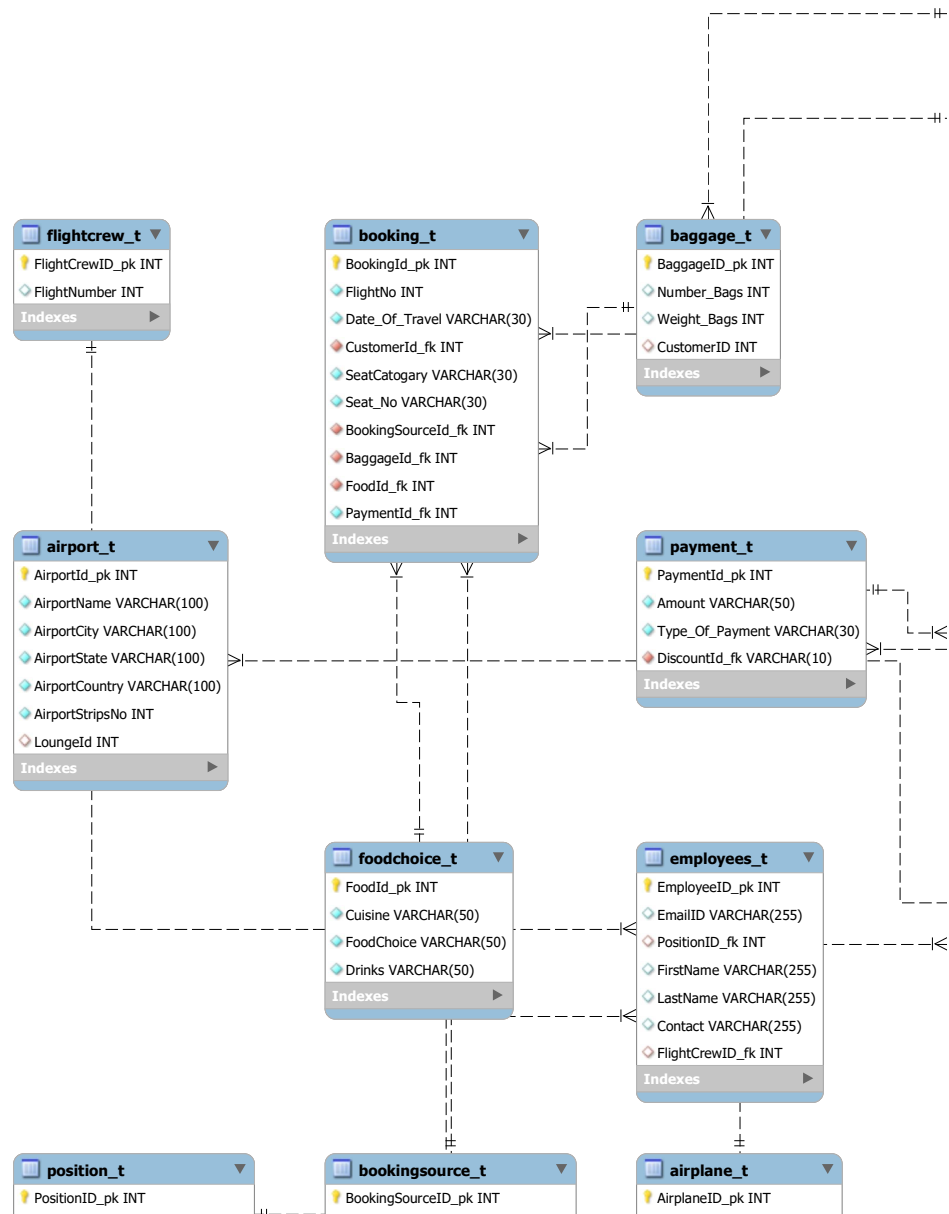 flightcrew_t
FlightCrewID_pk INT
FlightNumber INT
Indexes
booking_t
BookingId_pk INT
FlightNo INT
Date_Of_Travel VARCHAR(30)
CustomerId_fk INT
SeatCatogary VARCHAR(30)
Seat_No VARCHAR(30)
BookingSourceId_fk INT
BaggageId_fk INT
FoodId_fk INT
PaymentId_fk INT
Indexes
baggage_t
BaggageID_pk INT
Number_Bags INT
Weight_Bags INT
CustomerID INT
Indexes
airport_t
AirportId_pk INT
AirportName VARCHAR(100)
AirportCity VARCHAR(100)
AirportState VARCHAR(100)
AirportCountry VARCHAR(100)
AirportStripsNo INT
LoungeId INT
Indexes
payment_t
PaymentId_pk INT
Amount VARCHAR(50)
Type_Of_Payment VARCHAR(30)
DiscountId_fk VARCHAR(10)
Indexes
foodchoice_t
FoodId_pk INT
Cuisine VARCHAR(50)
FoodChoice VARCHAR(50)
Drinks VARCHAR(50)
Indexes
employees_t
EmployeeID_pk INT
EmailID VARCHAR(255)
PositionID_fk INT
FirstName VARCHAR(255)
LastName VARCHAR(255)
Contact VARCHAR(255)
FlightCrewID_fk INT
Indexes
position_t
PositionID_pk INT
bookingsource_t
BookingSourceID_pk INT
airplane_t
AirplaneID_pk INT